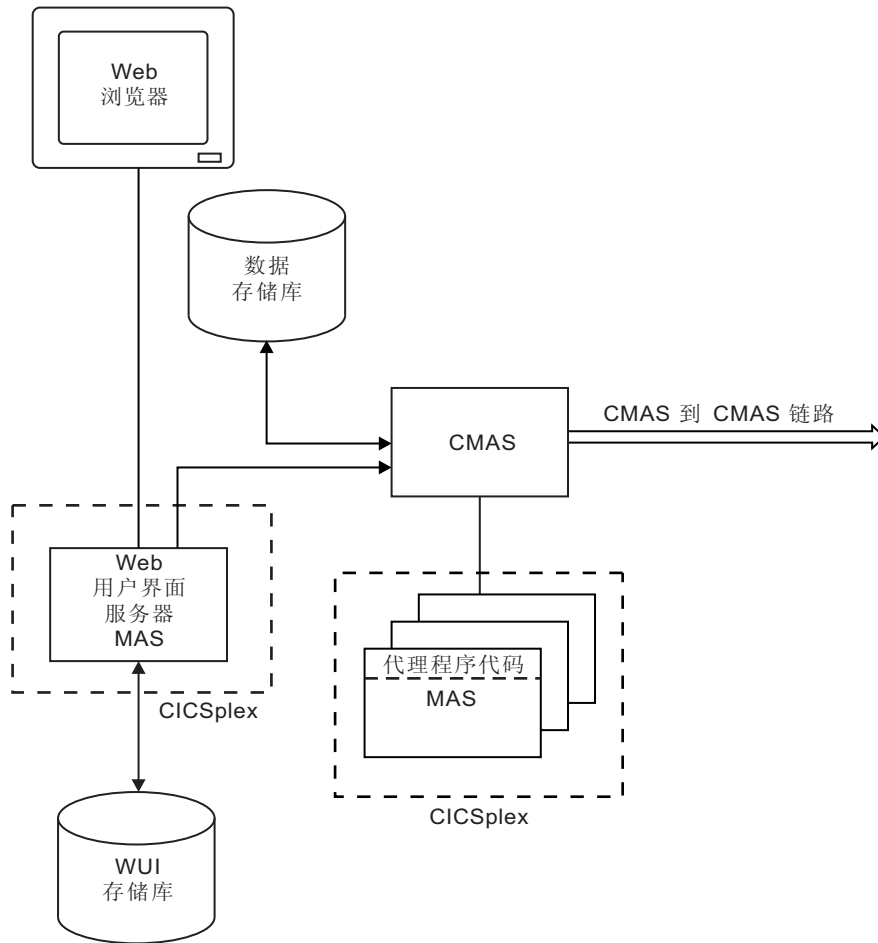 Web
浏览器
数据
存储库
CMAS 到 CMAS 链路
CMAS
Web
用户界面
服务器
MAS
代理程序代码
MAS
CICSplex
CICSplex
WUI
存储库